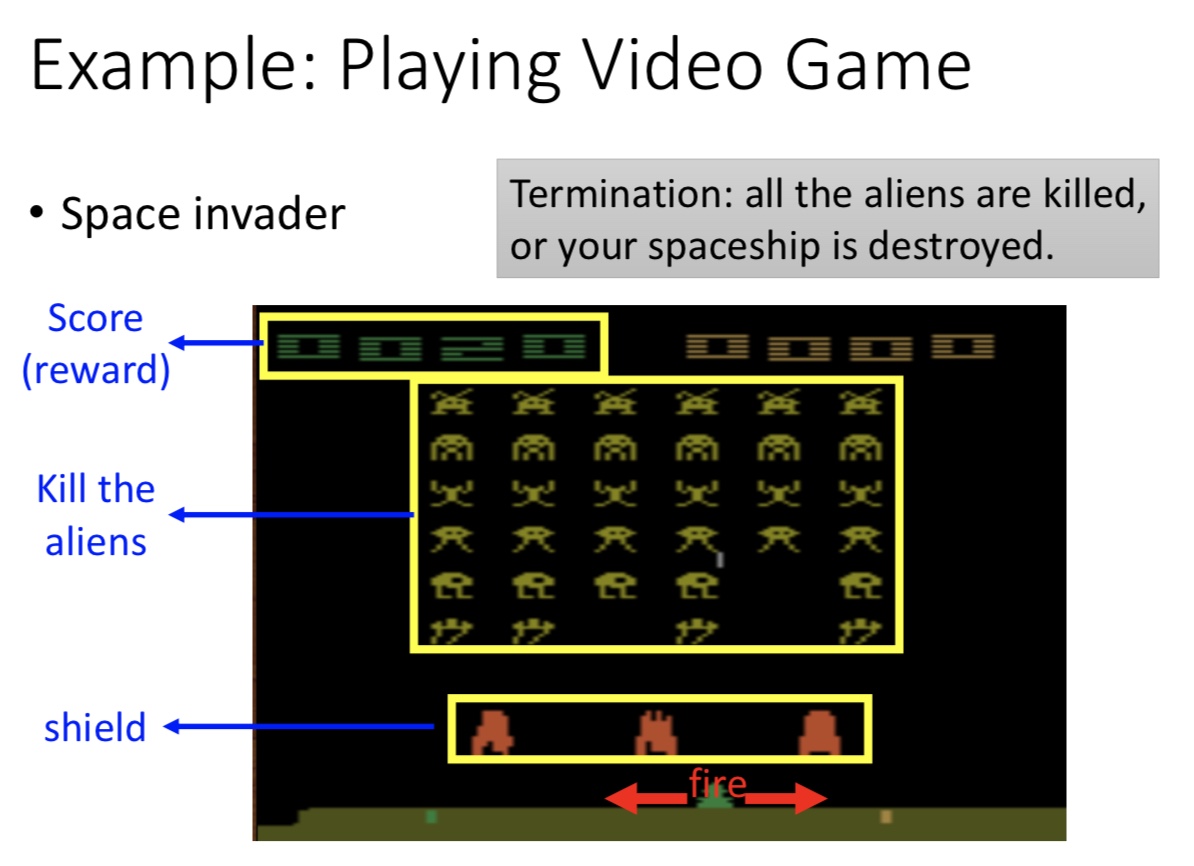 Example: Playing Video Game
• Space invader
Termination: all the aliens are killed,
or your spaceship is destroyed.
Score
(reward)
0020
0000
Kill the
aliens
shield
fire